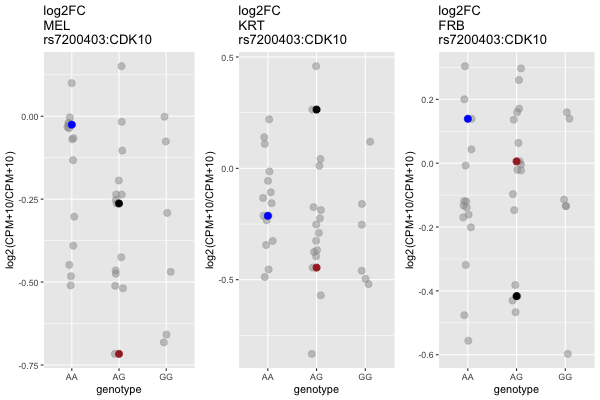 log2FC
MEL
rs7200403:CDK10
log2(CPM+10/CPM+10)
0.00
-0.25
-0.50
-0.75
AA
AG
GG
genotype
log2FC
KRT
rs7200403:CDK10
log2(CPM+10/CPM+10)
0.5
0.0
-0.5
AA
AG
GG
genotype
log2FC
FRB
rs7200403:CDK10
log2(CPM+10/CPM+10)
0.2
0.0
-0.2
-0.4
-0.6
AA
AG
GG
genotype